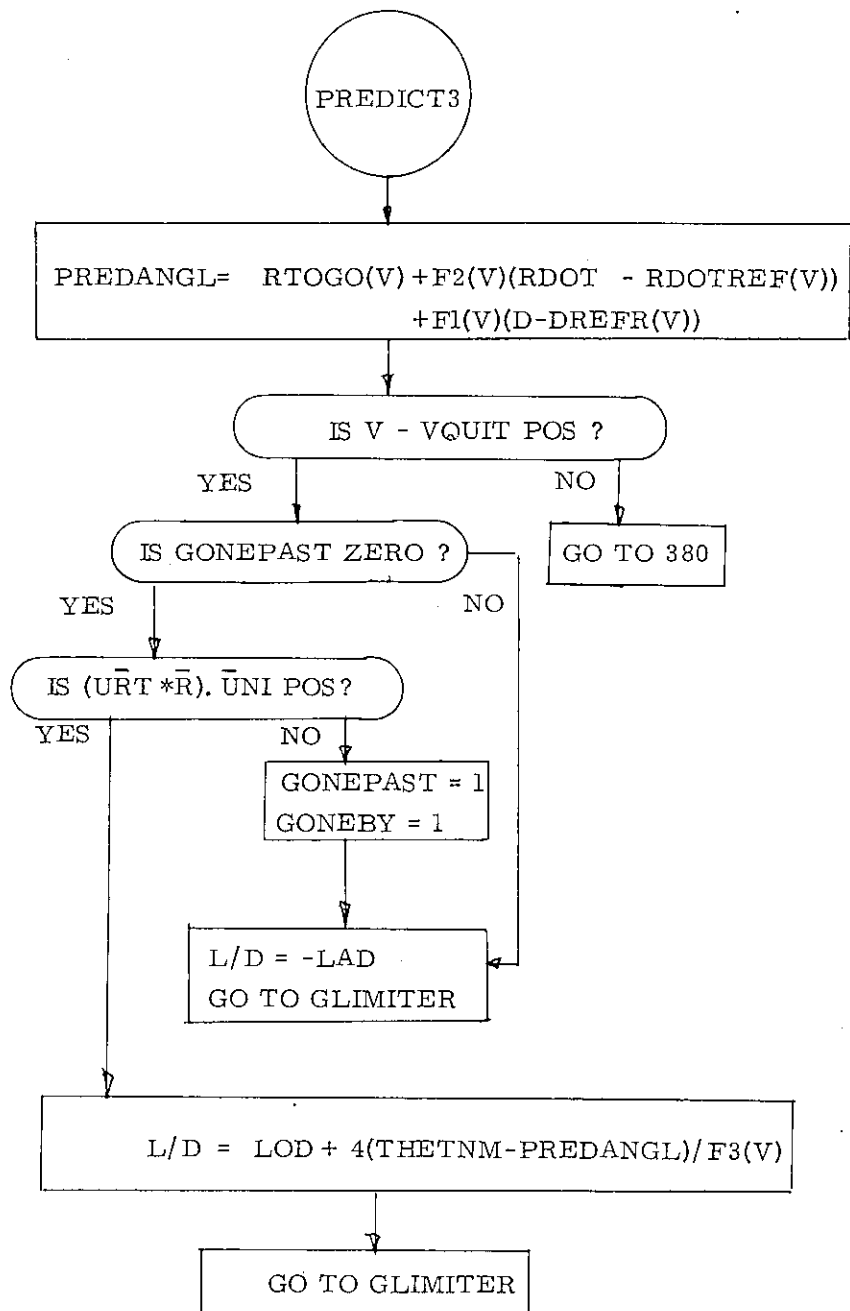 PREDICT3
PREDANGL= RTOGO(V) +F2(V)(RDOT - RDOTREF(V))
+F1(V)(D-DREFR(V))
IS V - VQUIT POS ?
YES
NO
IS GONEPAST ZERO ?
GO TO 380
YES
NO
IS (UR̄T *R̄). ŪNI POS?
YES
NO
GONEPAST = 1
GONEBY = 1
L/D = -LAD
GO TO GLIMITER
L/D = LOD + 4(THETNM-PREDANGL)/F3(V)
GO TO GLIMITER